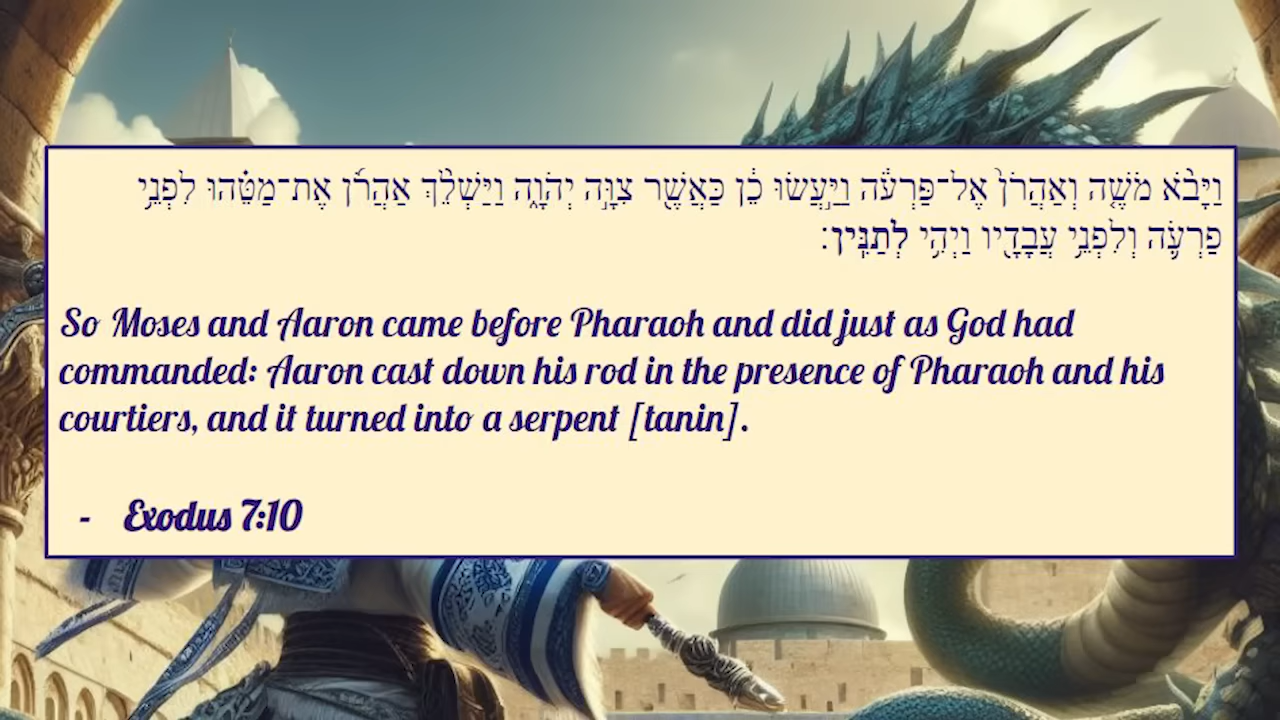 וַיָּבֹ֨א מֹשֶׁ֤ה וְאַהֲרֹן֙ אֶל־פַּרְעֹ֔ה וַיַּ֣עֲשׂוּ כֵ֔ן כַּאֲשֶׁ֖ר צִוָּ֣ה יְהֹוָ֑ה וַיַּשְׁלֵ֨ךְ אַהֲרֹ֜ן אֶת־מַטֵּ֗הוּ לִפְנֵ֥י
פַרְעֹ֛ה וְלִפְנֵ֥י עֲבָדָ֖יו וַיְהִ֥י לְתַנִּֽין׃
So Moses and Aaron came before Pharaoh and did just as God had
commanded: Aaron cast down his rod in the presence of Pharaoh and his
courtiers, and it turned into a serpent [tanin].
- Exodus 7:10